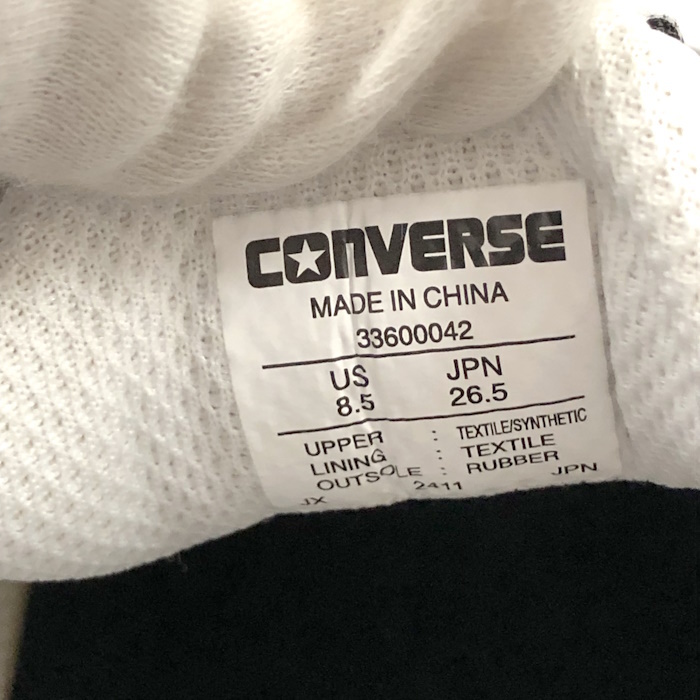 CONVERSE
MADE IN CHINA
33600042
US JPN
8.5 26.5
UPPER : TEXTILE/SYNTHETIC
LINING : TEXTILE
OUTSOLE : RUBBER
JX 2411 JPN